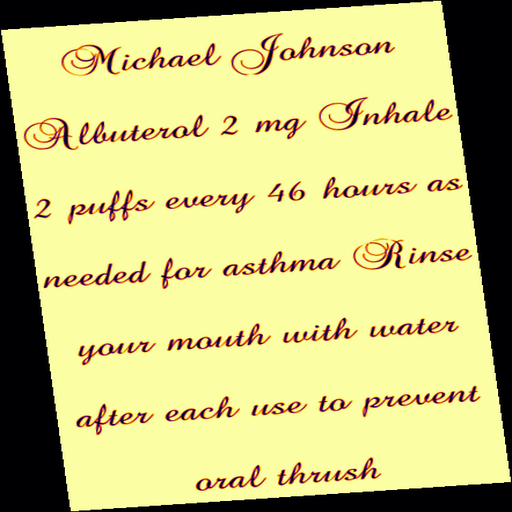 Michael Johnson
Albuterol 2 mg Inhale
2 puffs every 46 hours as
needed for asthma Rinse
your mouth with water
after each use to prevent
oral thrush